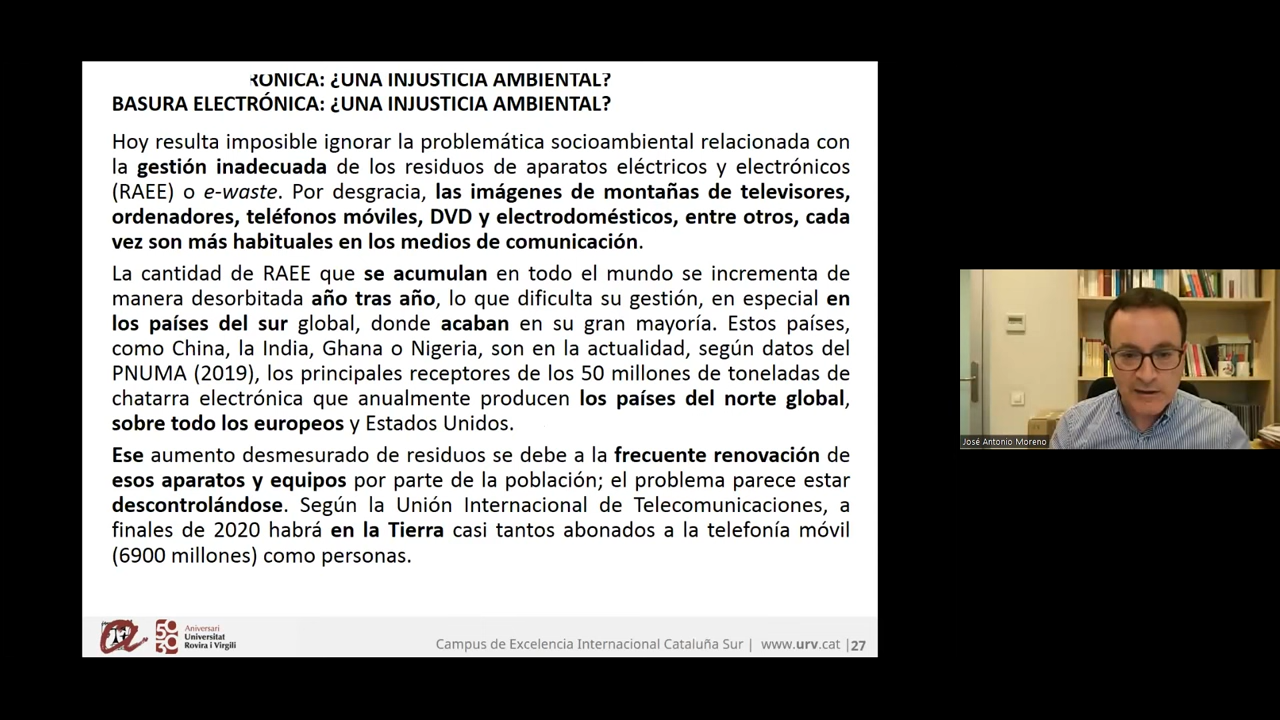 RÓNICA: ¿UNA INJUSTICIA AMBIENTAL?
BASURA ELECTRÓNICA: ¿UNA INJUSTICIA AMBIENTAL?
Hoy resulta imposible ignorar la problemática socioambiental relacionada con
la gestión inadecuada de los residuos de aparatos eléctricos y electrónicos
(RAEE) o e-waste. Por desgracia, las imágenes de montañas de televisores,
ordenadores, teléfonos móviles, DVD y electrodomésticos, entre otros, cada
vez son más habituales en los medios de comunicación.
La cantidad de RAEE que se acumulan en todo el mundo se incrementa de
manera desorbitada año tras año, lo que dificulta su gestión, en especial en
los países del sur global, donde acaban en su gran mayoría. Estos países,
como China, la India, Ghana o Nigeria, son en la actualidad, según datos del
PNUMA (2019), los principales receptores de los 50 millones de toneladas de
chatarra electrónica que anualmente producen los países del norte global,
sobre todo los europeos y Estados Unidos.
Ese aumento desmesurado de residuos se debe a la frecuente renovación de
esos aparatos y equipos por parte de la población; el problema parece estar
descontrolándose. Según la Unión Internacional de Telecomunicaciones, a
finales de 2020 habrá en la Tierra casi tantos abonados a la telefonía móvil
(6900 millones) como personas.
Aniversari
Universitat
Rovira i Virgili
Campus de Excelencia Internacional Cataluña Sur | www.urv.cat |27
José Antonio Moreno